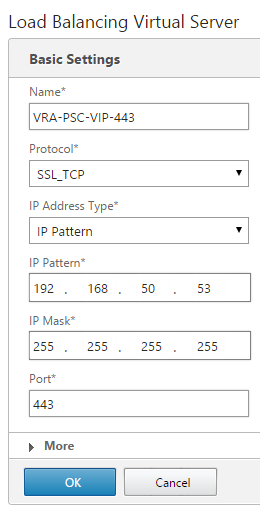 Load Balancing Virtual Server
Basic Settings
Name*
VRA-PSC-VIP-443
Protocol*
SSL_TCP
IP Address Type*
IP Pattern
IP Pattern*
192 . 168 . 50 . 53
IP Mask*
255 . 255 . 255 . 255
Port*
443
More
OK Cancel